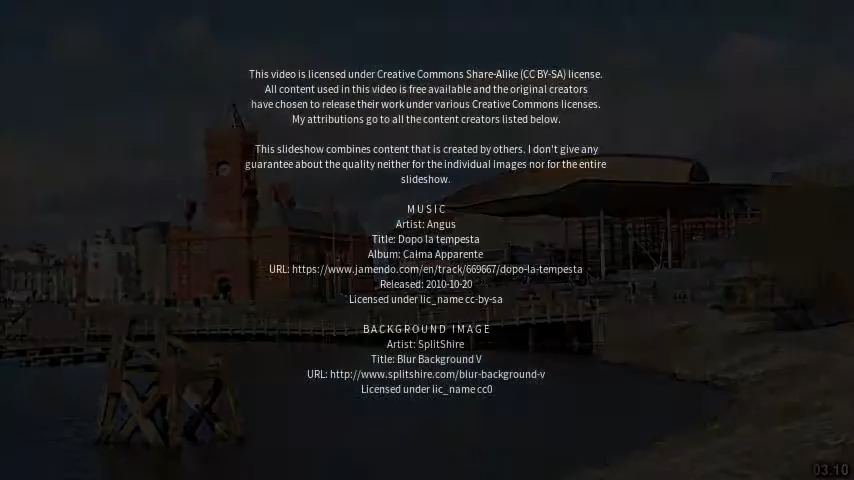 This video is licensed under Creative Commons Share-Alike (CC BY-SA) license.
All content used in this video is free available and the original creators
have chosen to release their work under various Creative Commons licenses.
My attributions go to all the content creators listed below.
This slideshow combines content that is created by others. I don't give any
guarantee about the quality neither for the individual Images nor for the entire
slideshow.
MUSIC
Artist: Angus
Title: Dopo la tempesta
Album: Calma Apparente
URL: https://www.jamendo.com/en/track/669667/dopo-la-tempesta
Released: 2010-10-20
Licensed under lic_name cc-by-sa
BACKGROUND IMAGE
Artist: SplitShire
Title: Blur Background V
URL: http://www.splitshire.com/blur-background-v
Licensed under lic_name cc0
03.10